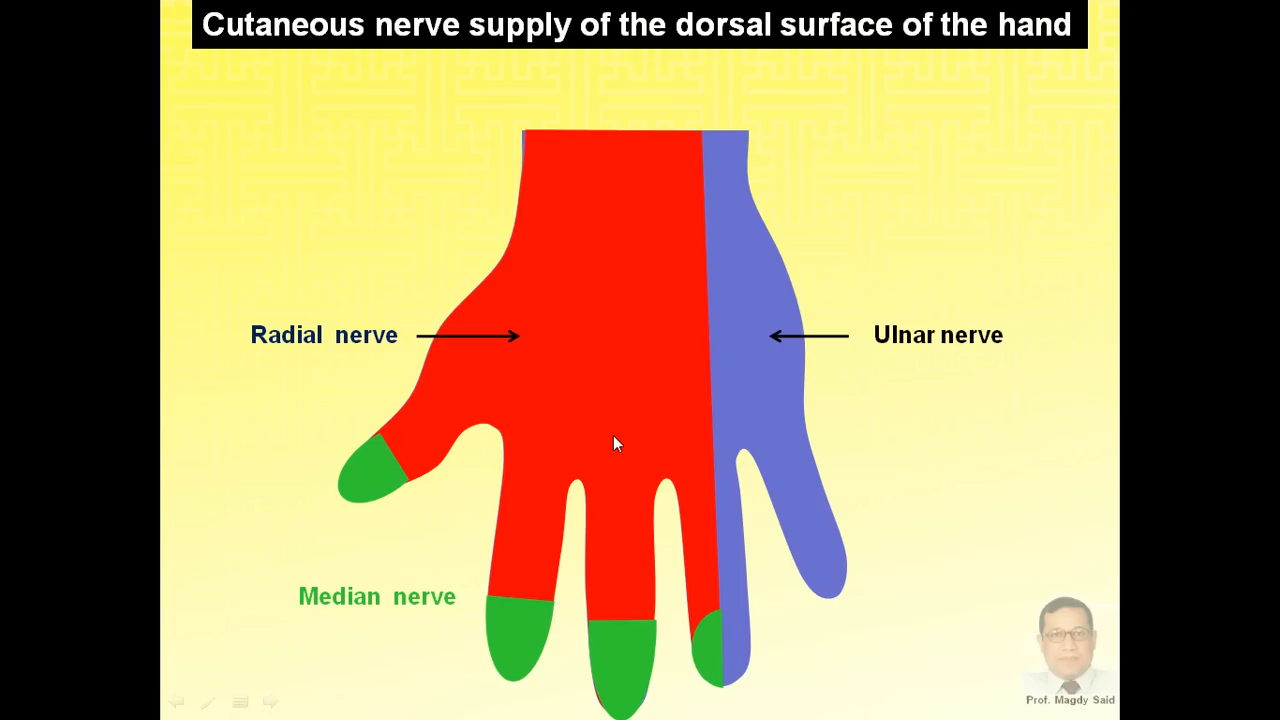 Cutaneous nerve supply of the dorsal surface of the hand
Radial nerve
Ulnar nerve
Median nerve
Prof. Magdy Said